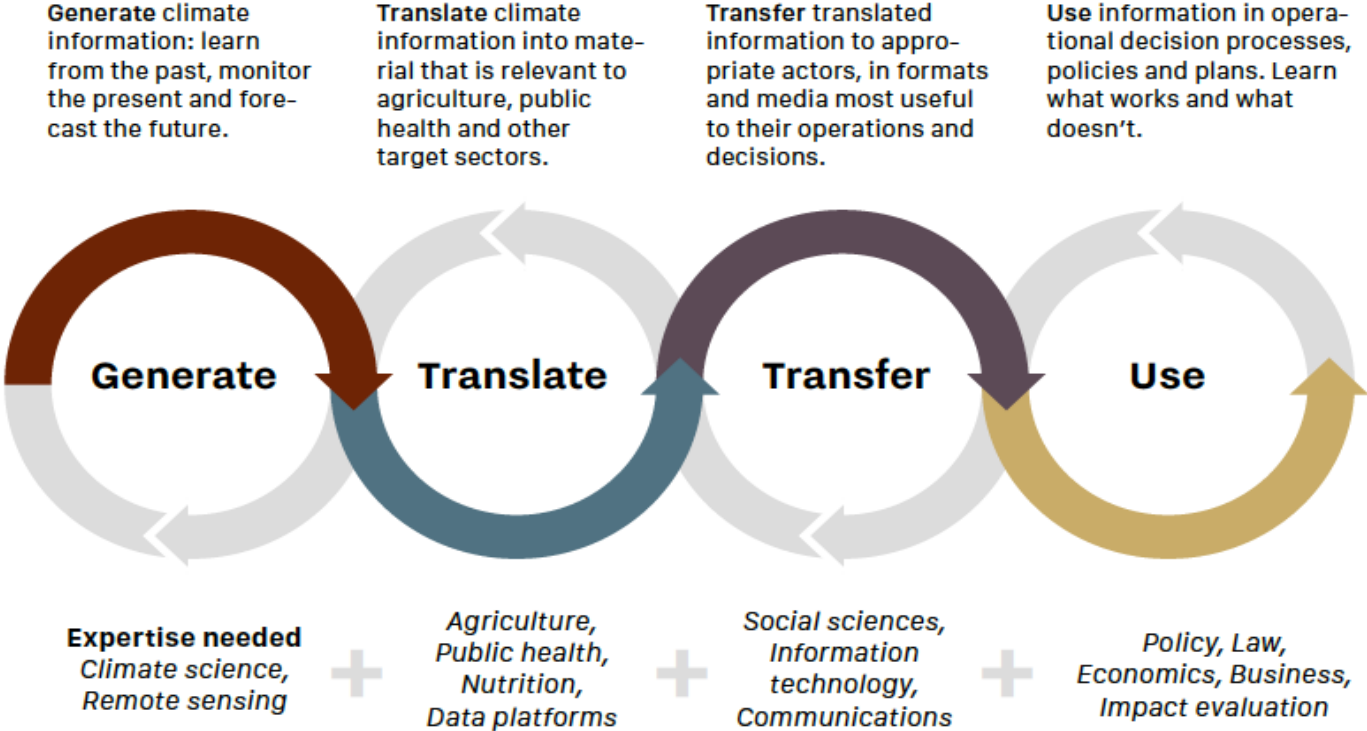 Generate climate
information: learn
from the past, monitor
the present and fore-
cast the future.
Translate climate
information into mate-
rial that is relevant to
agriculture, public
health and other
target sectors.
Transfer translated
information to appro-
priate actors, in formats
and media most useful
to their operations and
decisions.
Use information in opera-
tional decision processes,
policies and plans. Learn
what works and what
doesn't.
Generate
Translate
Transfer
Use
Expertise needed
Climate science,
Remote sensing
+
Agriculture,
Public health,
Nutrition,
Data platforms
+
Social sciences,
Information
technology,
Communications
+
Policy, Law,
Economics, Business,
Impact evaluation